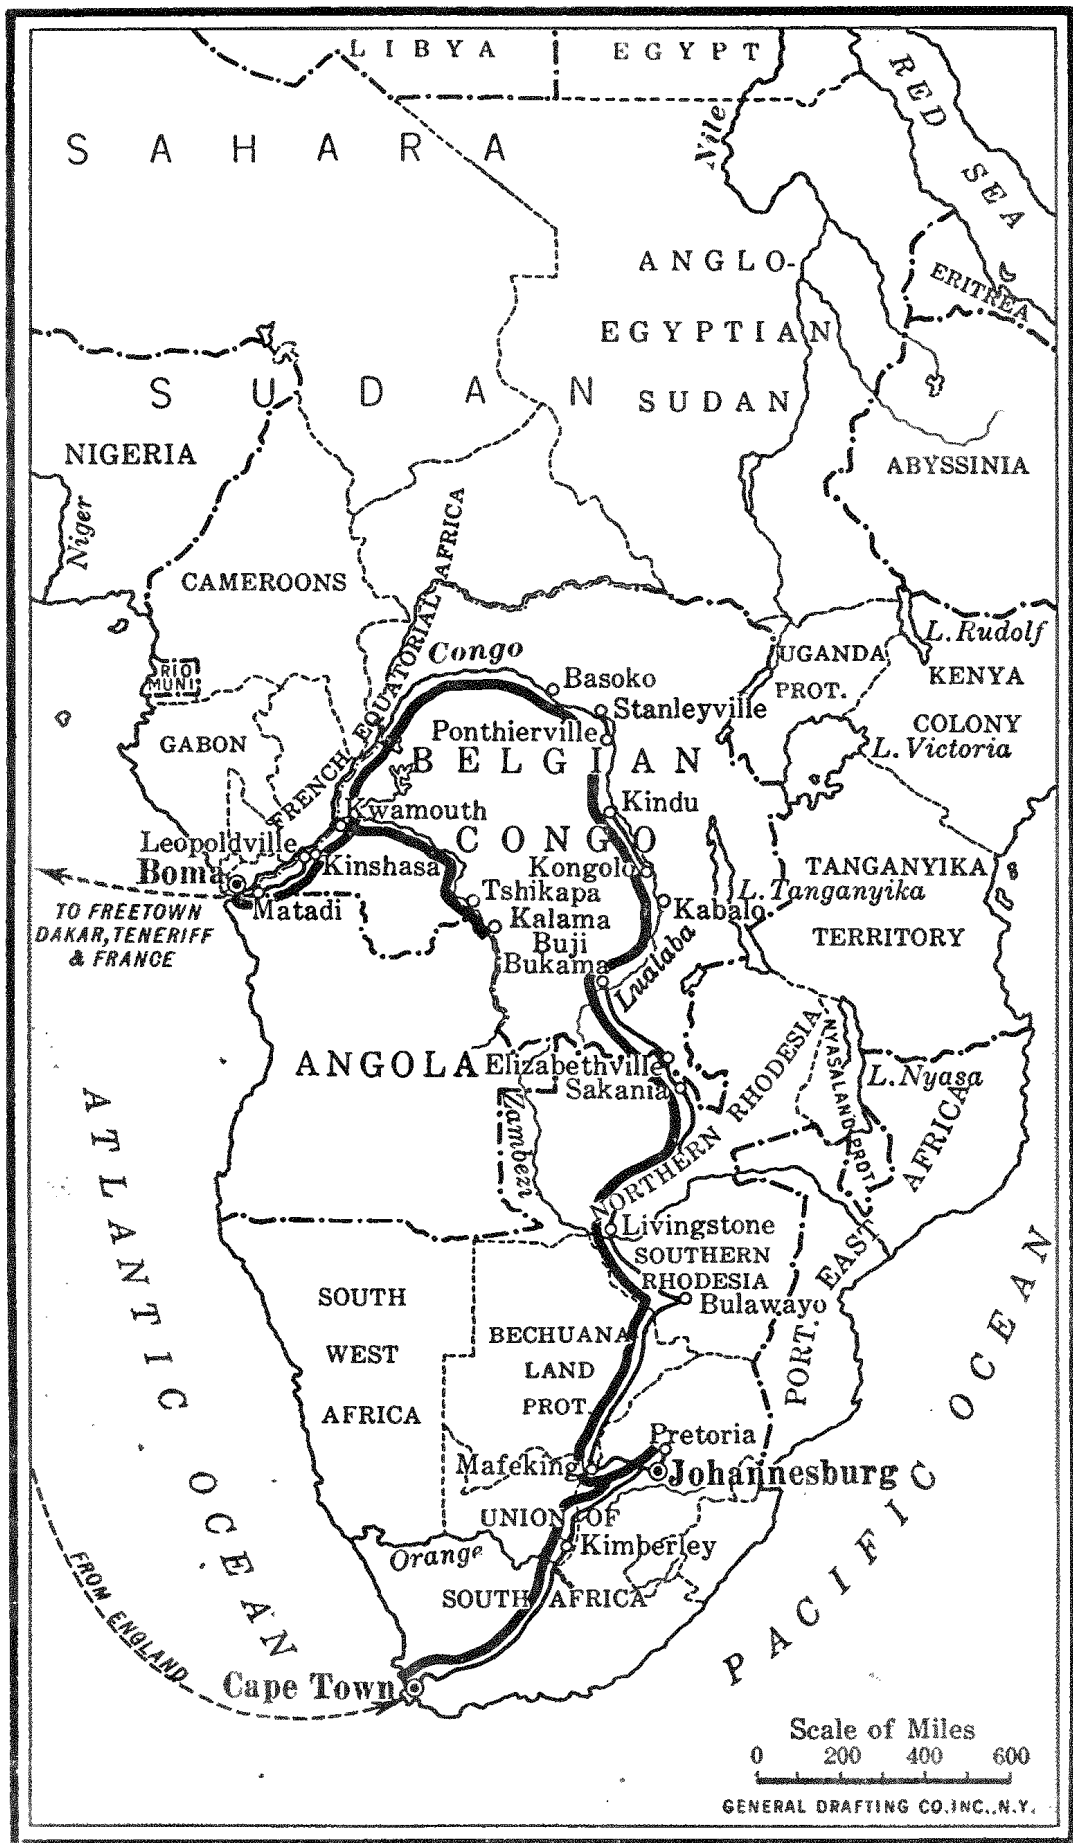 LIBYA
EGYPT
RED SEA
SAHARA
Nile
ANGLO-
EGYPTIAN
SUDAN
ERITREA
SUDAN
NIGERIA
ABYSSINIA
Niger
CAMEROONS
FRENCH EQUATORIAL AFRICA
Congo
L. Rudolf
UGANDA
PROT.
KENYA
COLONY
RIO
MUNI
Basoko
Stanleyville
GABON
Ponthierville
L. Victoria
BELGIAN
CONGO
Kwamouth
Kindu
Leopoldville
Kinshasa
Kongolo
TANGANYIKA
TERRITORY
Boma
Matadi
Tshikapa
L. Tanganyika
Kabalo
TO FREETOWN
DAKAR, TENERIFF
& FRANCE
Kalama
Buji
Bukama
Lualaba
ANGOLA
Elizabethville
Sakania
NORTHERN RHODESIA
NYASALAND PROT.
L. Nyasa
Zambezi
PORT. EAST AFRICA
ATLANTIC OCEAN
Livingstone
SOUTHERN
RHODESIA
Bulawayo
SOUTH
WEST
AFRICA
BECHUANA
LAND
PROT.
Pretoria
Mafeking
Johannesburg
UNION OF
SOUTH AFRICA
Orange
Kimberley
PACIFIC OCEAN
FROM ENGLAND
Cape Town
Scale of Miles
0 200 400 600
GENERAL DRAFTING CO. INC., N.Y.